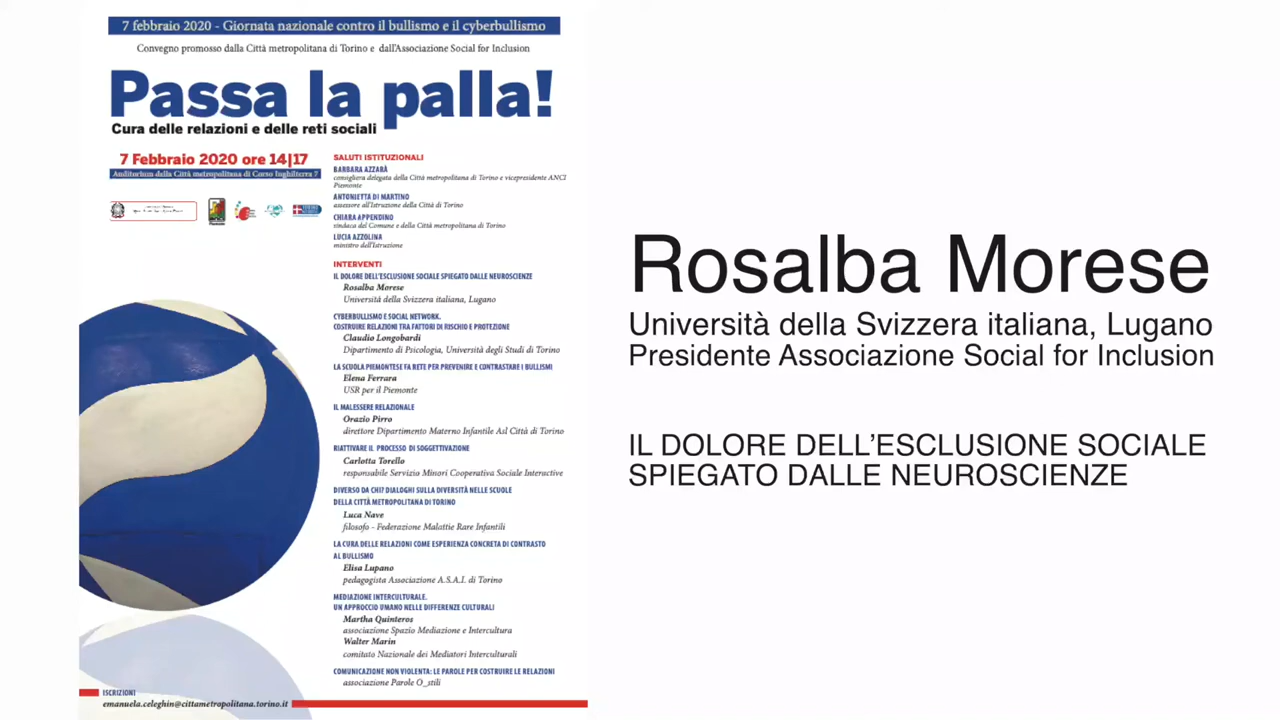 7 febbraio 2020 - Giornata nazionale contro il bullismo e il cyberbullismo
Convegno promosso dalla Città metropolitana di Torino e dall'Associazione Social for Inclusion
Passa la palla!
Cura delle relazioni e delle reti sociali
7 Febbraio 2020 ore 14|17
Auditorium della Città metropolitana di Corso Inghilterra 7
SALUTI ISTITUZIONALI
BARBARA AZZARÀ
consigliera delegata della Città metropolitana di Torino e vicepresidente ANCI
Piemonte
ANTONIETTA DI MARTINO
assessore all'Istruzione della Città di Torino
CHIARA APPENDINO
sindaca del Comune e della Città metropolitana di Torino
LUCIA AZZOLINA
ministro dell'Istruzione
INTERVENTI
IL DOLORE DELL'ESCLUSIONE SOCIALE SPIEGATO DALLE NEUROSCIENZE
Rosalba Morese
Università della Svizzera italiana, Lugano
CYBERBULLISMO E SOCIAL NETWORK.
COSTRUIRE RELAZIONI TRA FATTORI DI RISCHIO E PROTEZIONE
Claudio Longobardi
Dipartimento di Psicologia, Università degli Studi di Torino
LA SCUOLA PIEMONTESE FA RETE PER PREVENIRE E CONTRASTARE I BULLISMI
Elena Ferrara
USR per il Piemonte
IL MALESSERE RELAZIONALE
Orazio Pirro
direttore Dipartimento Materno Infantile Asl Città di Torino
RIATTIVARE IL PROCESSO DI SOGGETTIVAZIONE
Carlotta Torello
responsabile Servizio Minori Cooperativa Sociale Interactive
DIVERSO DA CHI? DIALOGHI SULLA DIVERSITÀ NELLE SCUOLE
DELLA CITTÀ METROPOLITANA DI TORINO
Luca Nave
filosofo - Federazione Malattie Rare Infantili
LA CURA DELLE RELAZIONI COME ESPERIENZA CONCRETA DI CONTRASTO
AL BULLISMO
Elisa Lupano
pedagogista Associazione A.S.A.I. di Torino
MEDIAZIONE INTERCULTURALE.
UN APPROCCIO UMANO NELLE DIFFERENZE CULTURALI
Martha Quinteros
associazione Spazio Mediazione e Intercultura
Walter Marin
comitato Nazionale dei Mediatori Interculturali
COMUNICAZIONE NON VIOLENTA: LE PAROLE PER COSTRUIRE LE RELAZIONI
associazione Parole O_stili
ISCRIZIONI
emanuela.celeghin@cittametropolitana.torino.it
Rosalba Morese
Università della Svizzera italiana, Lugano
Presidente Associazione Social for Inclusion
IL DOLORE DELL'ESCLUSIONE SOCIALE
SPIEGATO DALLE NEUROSCIENZE